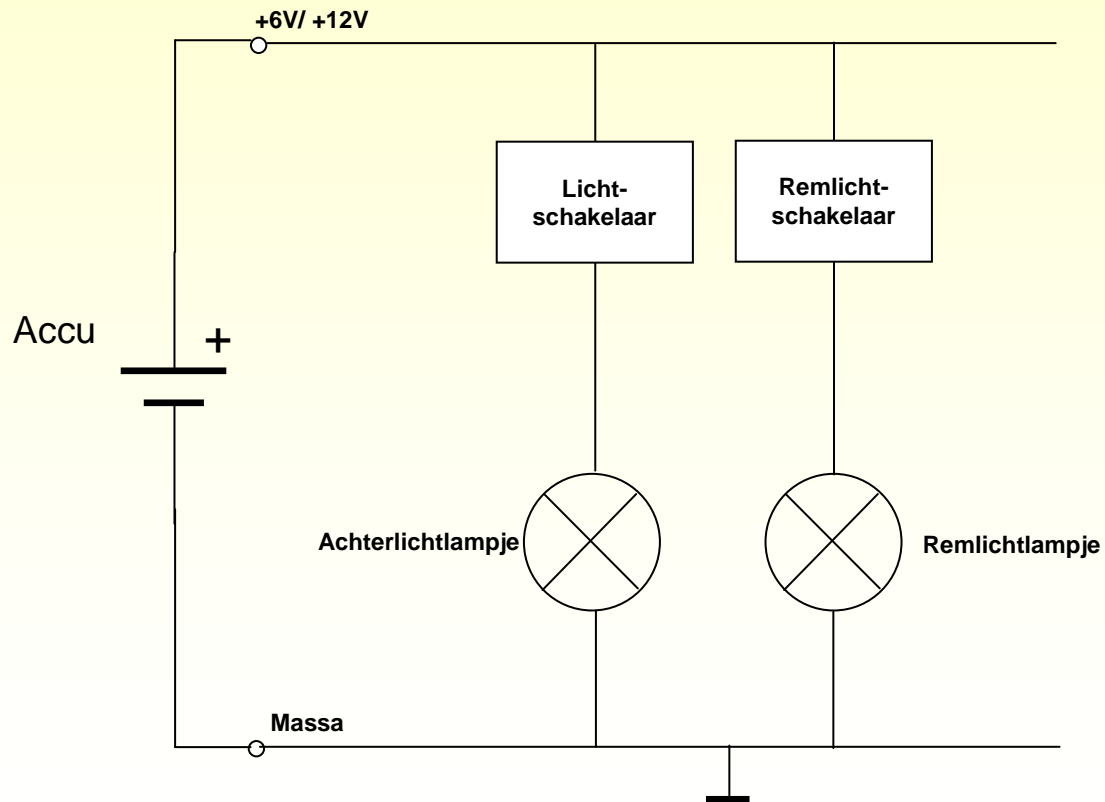 +6V/ +12V
Licht-
schakelaar
Remlicht-
schakelaar
Accu
+
Achterlichtlampje
Remlichtlampje
Massa